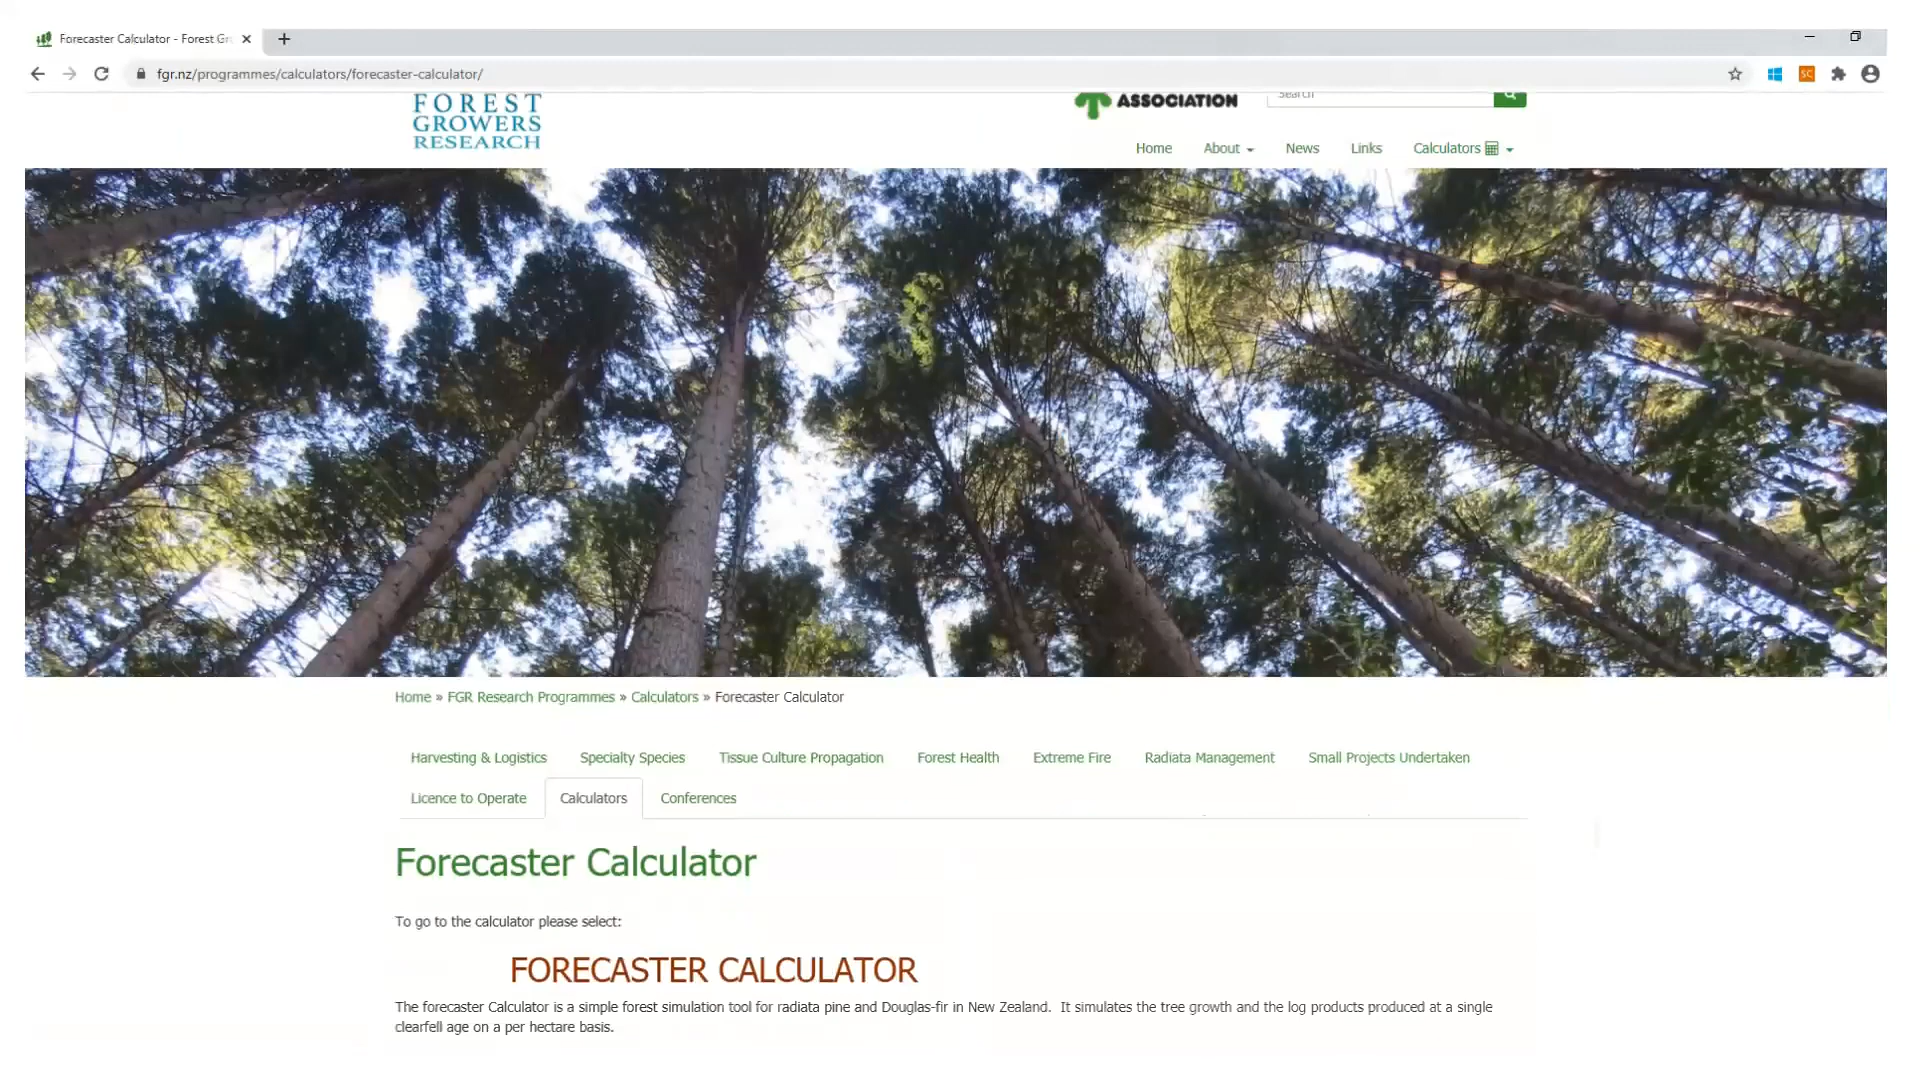 Forecaster Calculator - Forest Gr
fgr.nz/programmes/calculators/forecaster-calculator/
SC
FOREST
GROWERS
RESEARCH
ASSOCIATION
Search
Home About News Links Calculators
Home » FGR Research Programmes » Calculators » Forecaster Calculator
Harvesting & Logistics Specialty Species Tissue Culture Propagation Forest Health Extreme Fire Radiata Management Small Projects Undertaken
Licence to Operate Calculators Conferences
Forecaster Calculator
To go to the calculator please select:
FORECASTER CALCULATOR
The forecaster Calculator is a simple forest simulation tool for radiata pine and Douglas-fir in New Zealand. It simulates the tree growth and the log products produced at a single
clearfell age on a per hectare basis.